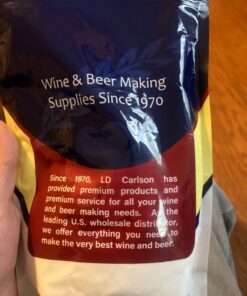 Wine & Beer Making
Supplies Since 1970
Since 1970, LD Carlson has
provided premium products and
premium service for all your wine
and beer making needs. As the
leading U.S. wholesale distributor,
we offer everything you need to
make the very best wine and beer.